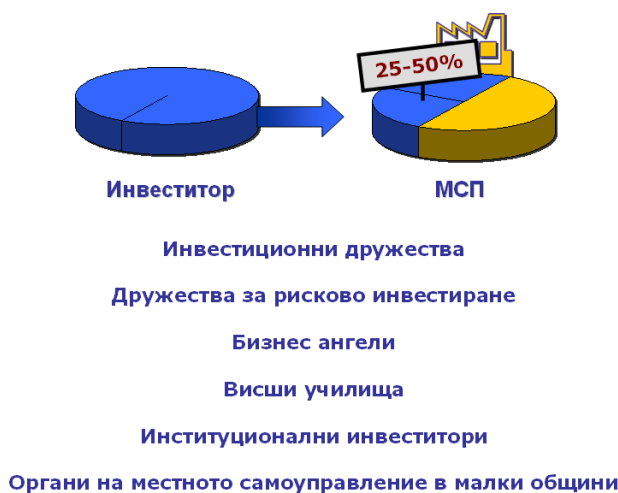 25-50%
Инвеститор
МСП
Инвестиционни дружества
Дружества за рисково инвестиране
Бизнес ангели
Висши училища
Институционални инвеститори
Органи на местното самоуправление в малки общини